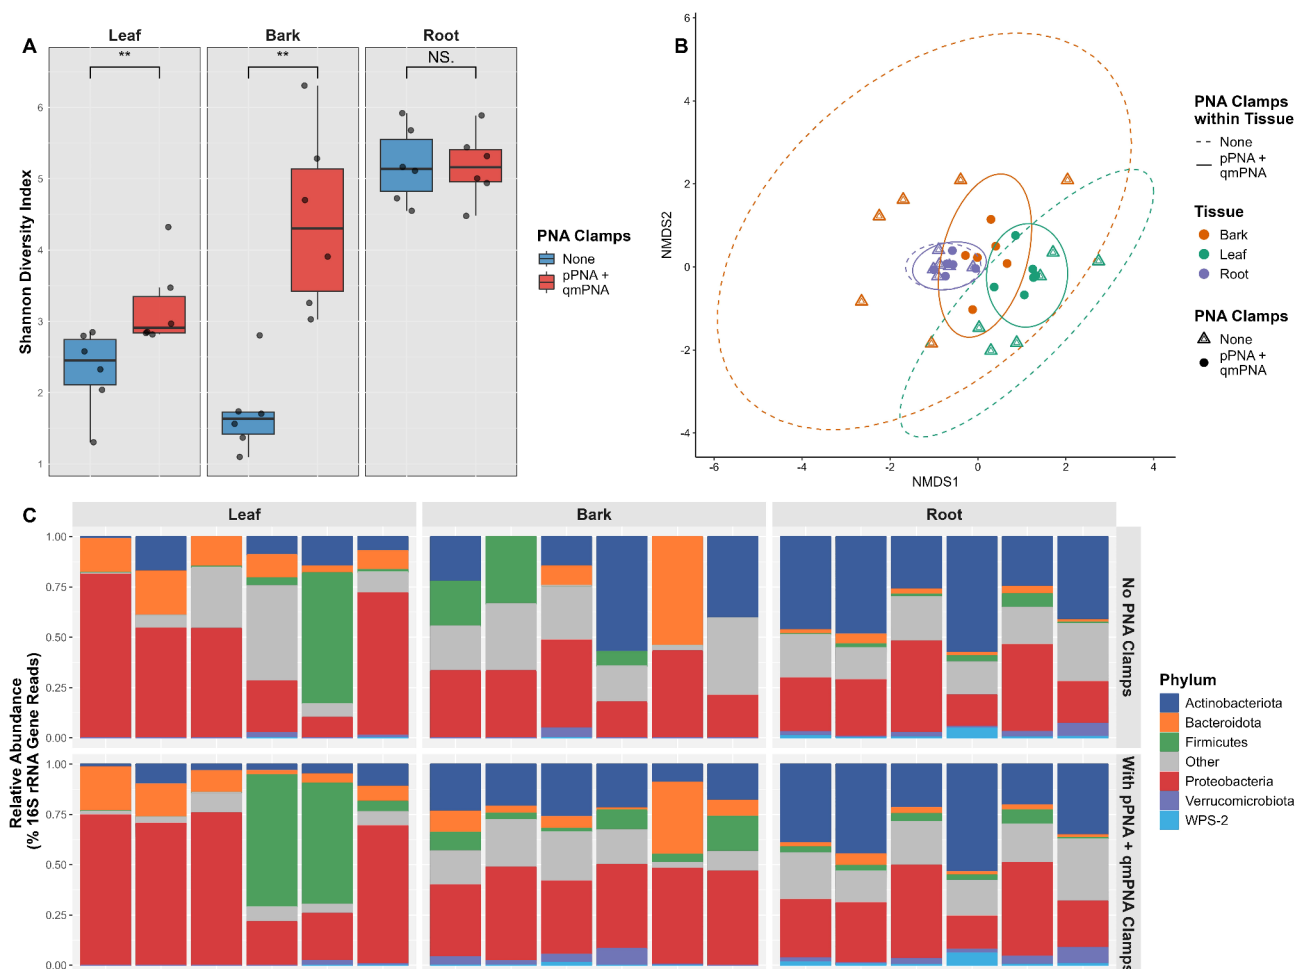 A
Leaf
Bark
Root
**
**
NS.
Shannon Diversity Index
6
5
4
3
2
1
PNA Clamps
None
pPNA +
qmPNA
B
6
4
2
0
-2
-4
NMDS2
-6
-4
-2
0
2
4
NMDS1
PNA Clamps
within Tissue
None
pPNA +
qmPNA
Tissue
Bark
Leaf
Root
PNA Clamps
None
pPNA +
qmPNA
C
Leaf
Bark
Root
1.00
0.75
0.50
0.25
0.00
1.00
0.75
0.50
0.25
0.00
Relative Abundance
(% 16S rRNA Gene Reads)
No PNA Clamps
With pPNA + qmPNA Clamps
Phylum
Actinobacteriota
Bacteroidota
Firmicutes
Other
Proteobacteria
Verrucomicrobiota
WPS-2